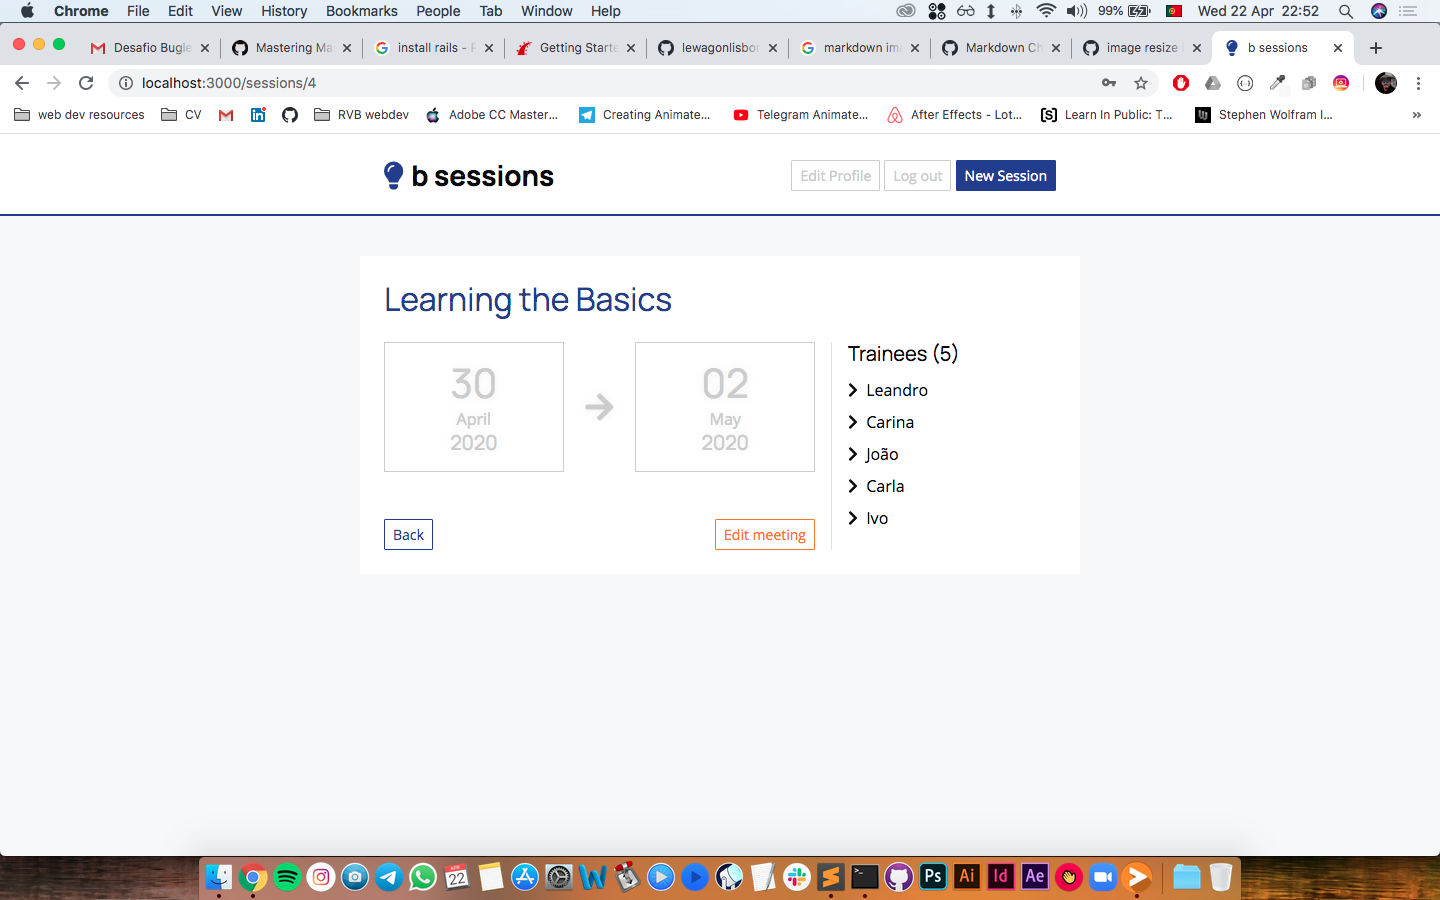 Chrome File Edit View History Bookmarks People Tab Window Help 99% Wed 22 Apr 22:52
Desafio Bugle Mastering Ma install rails - Getting Starte lewagonlisbo markdown im Markdown Ch image resize b sessions
localhost:3000/sessions/4
web dev resources CV RVB webdev Adobe CC Master... Creating Animate... Telegram Animate... After Effects - Lot... Learn In Public: T... Stephen Wolfram I... »
b sessions Edit Profile Log out New Session
Learning the Basics
30
April
2020
02
May
2020
Back Edit meeting
Trainees (5)
Leandro
Carina
João
Carla
Ivo
22 Ps Ai Id Ae